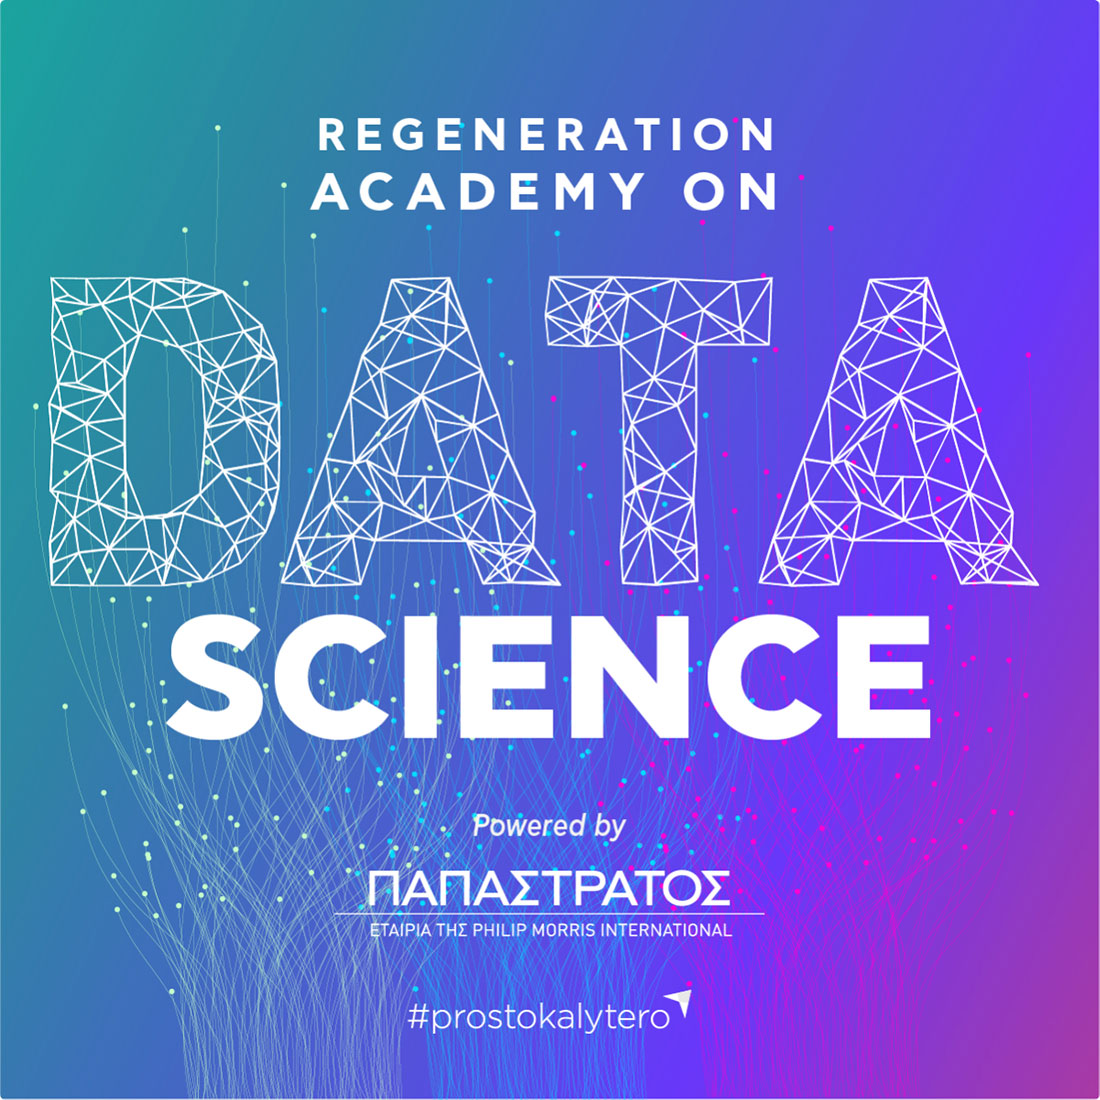 REGENERATION
ACADEMY ON
DATA
SCIENCE
Powered by
ΠΑΠΑΣΤΡΑΤΟΣ
ΕΤΑΙΡΙΑ ΤΗΣ PHILIP MORRIS INTERNATIONAL
#prostokalytero